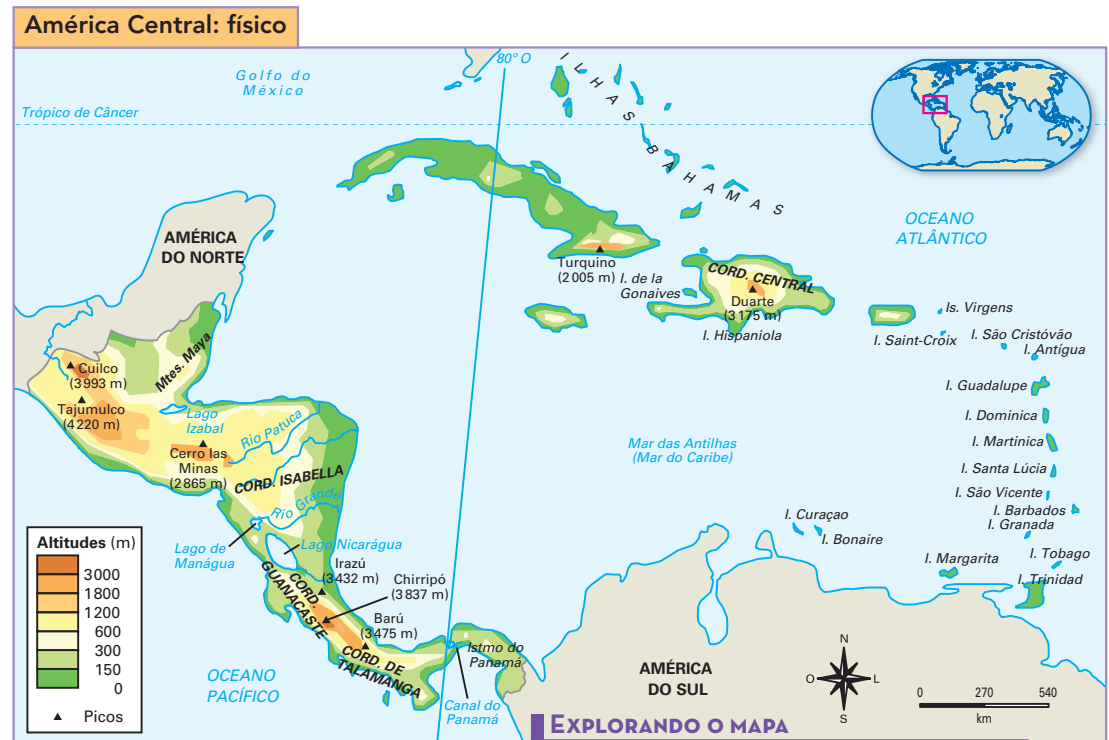 América Central: físico
Golfo do
México
80° O
ILHAS BAHAMAS
Trópico de Câncer
OCEANO
ATLÂNTICO
AMÉRICA
DO NORTE
Turquino
(2 005 m)
I. de la
Gonaives
CORD. CENTRAL
Duarte
(3 175 m)
I. Hispaniola
Is. Virgens
I. Saint-Croix
I. São Cristóvão
I. Antígua
Mtes. Maya
Cuilco
(3 993 m)
Tajumulco
(4 220 m)
I. Guadalupe
Lago
Izabal
Rio Patuca
I. Dominica
Cerro las
Minas
(2 865 m)
Mar das Antilhas
(Mar do Caribe)
I. Martinica
CORD. ISABELLA
I. Santa Lúcia
Rio Grande
I. São Vicente
I. Barbados
I. Granada
I. Curaçao
I. Bonaire
Lago de
Manágua
Lago Nicarágua
I. Tobago
I. Margarita
I. Trinidad
Irazú
(3 432 m)
CORD.
GUANACASTE
Chirripó
(3 837 m)
Barú
(3 475 m)
CORD. DE
TALAMANGA
Istmo do
Panamá
Canal do
Panamá
OCEANO
PACÍFICO
AMÉRICA
DO SUL
Altitudes (m)
3000
1800
1200
600
300
150
0
Picos
N
O L
S
0 270 540
km
EXPLORANDO O MAPA